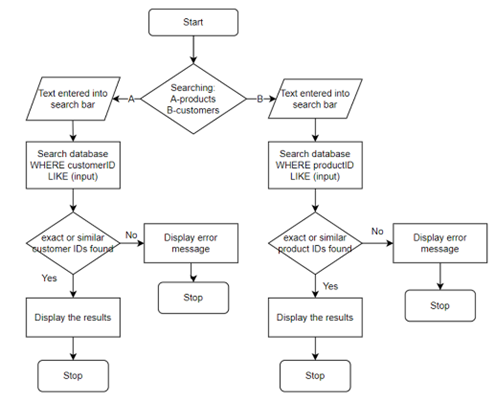 Start
Searching:
A-products
B-customers
A
B
Text entered into
search bar
Text entered into
search bar
Search database
WHERE customerID
LIKE (input)
Search database
WHERE productID
LIKE (input)
exact or similar
customer IDs found
No
Display error
message
exact or similar
product IDs found
No
Display error
message
Yes
Stop
Yes
Stop
Display the results
Display the results
Stop
Stop